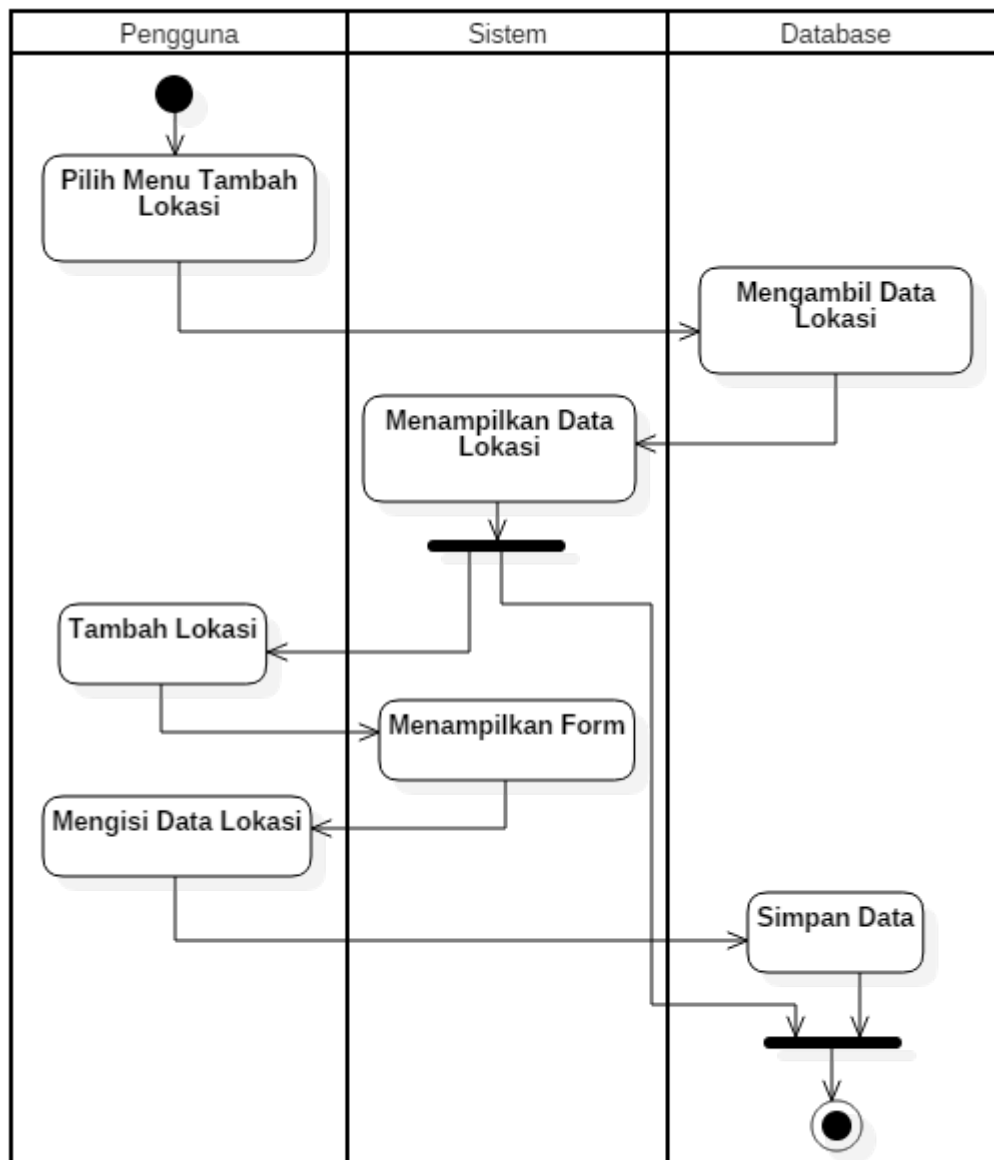 Pengguna
Sistem
Database
Pilih Menu Tambah
Lokasi
Mengambil Data
Lokasi
Menampilkan Data
Lokasi
Tambah Lokasi
Menampilkan Form
Mengisi Data Lokasi
Simpan Data